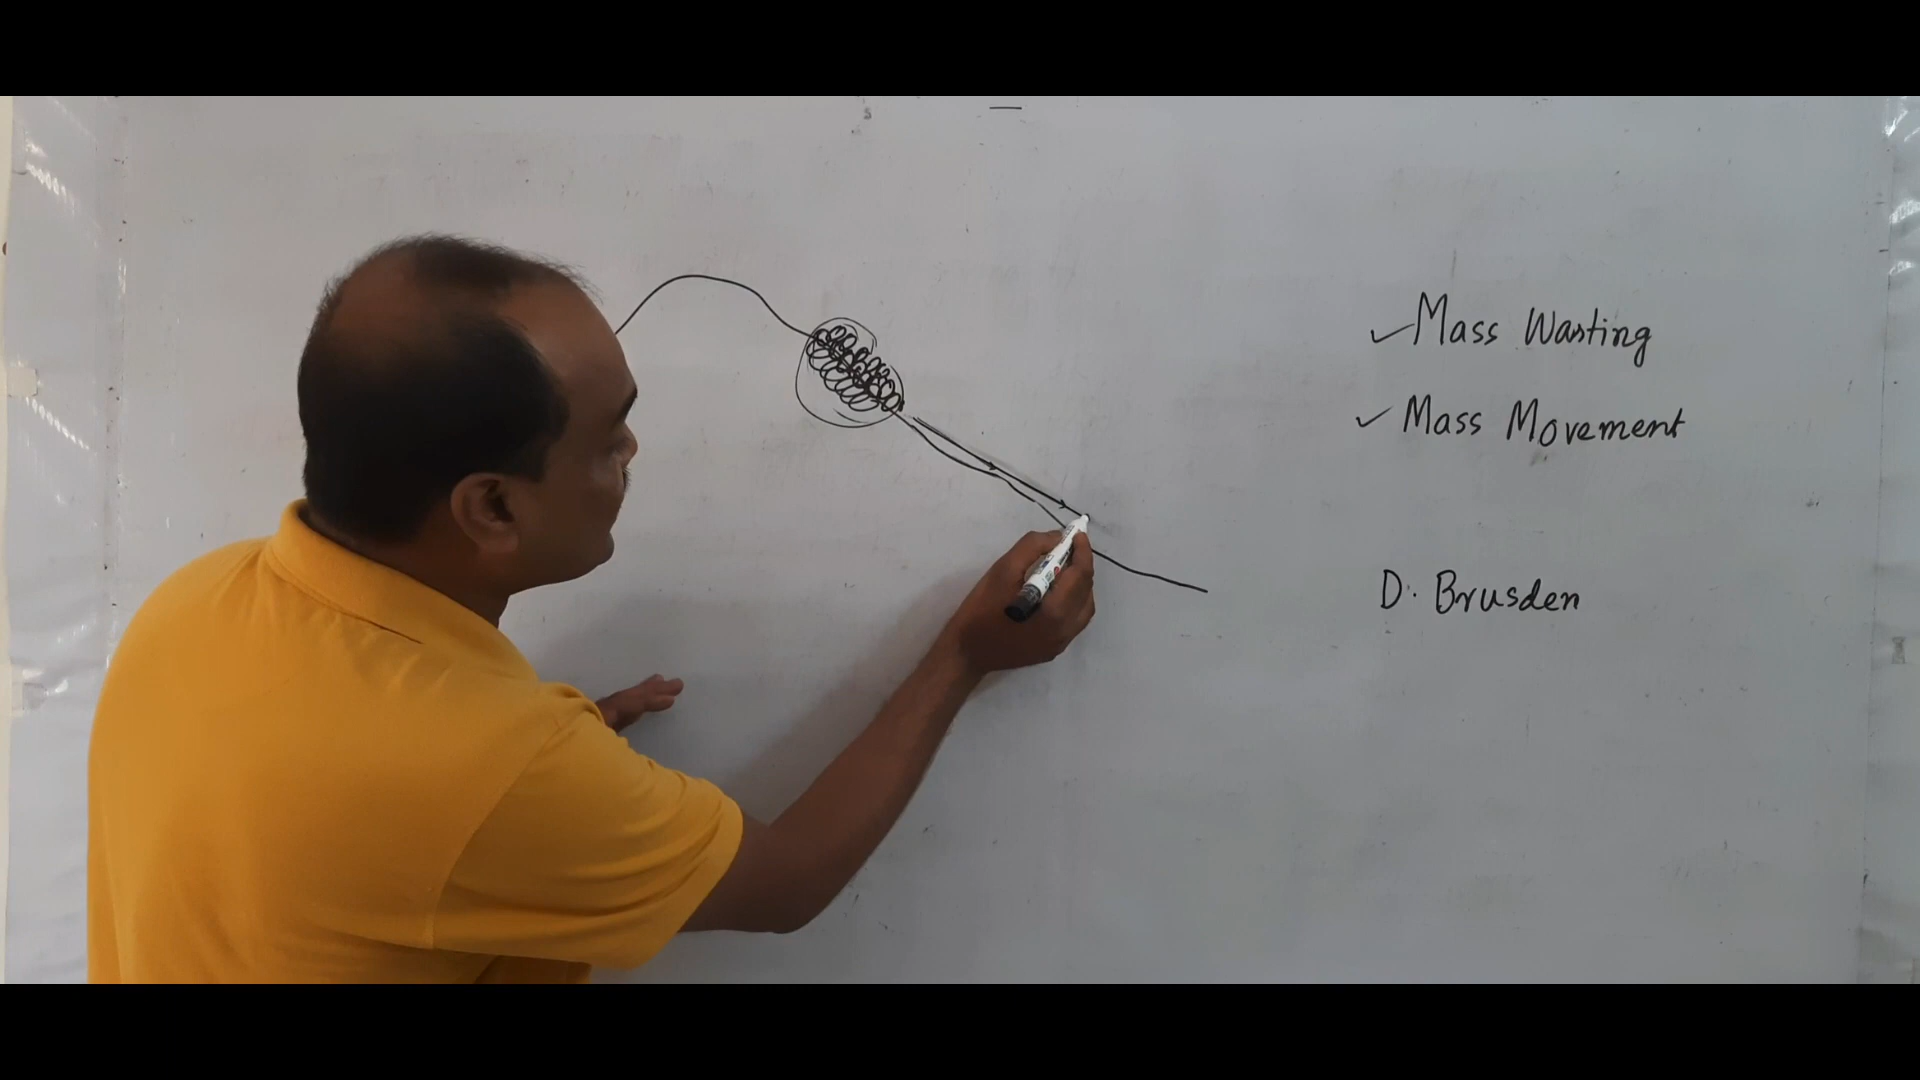 ✓ Mass Wasting
✓ Mass Movement
D. Brusden